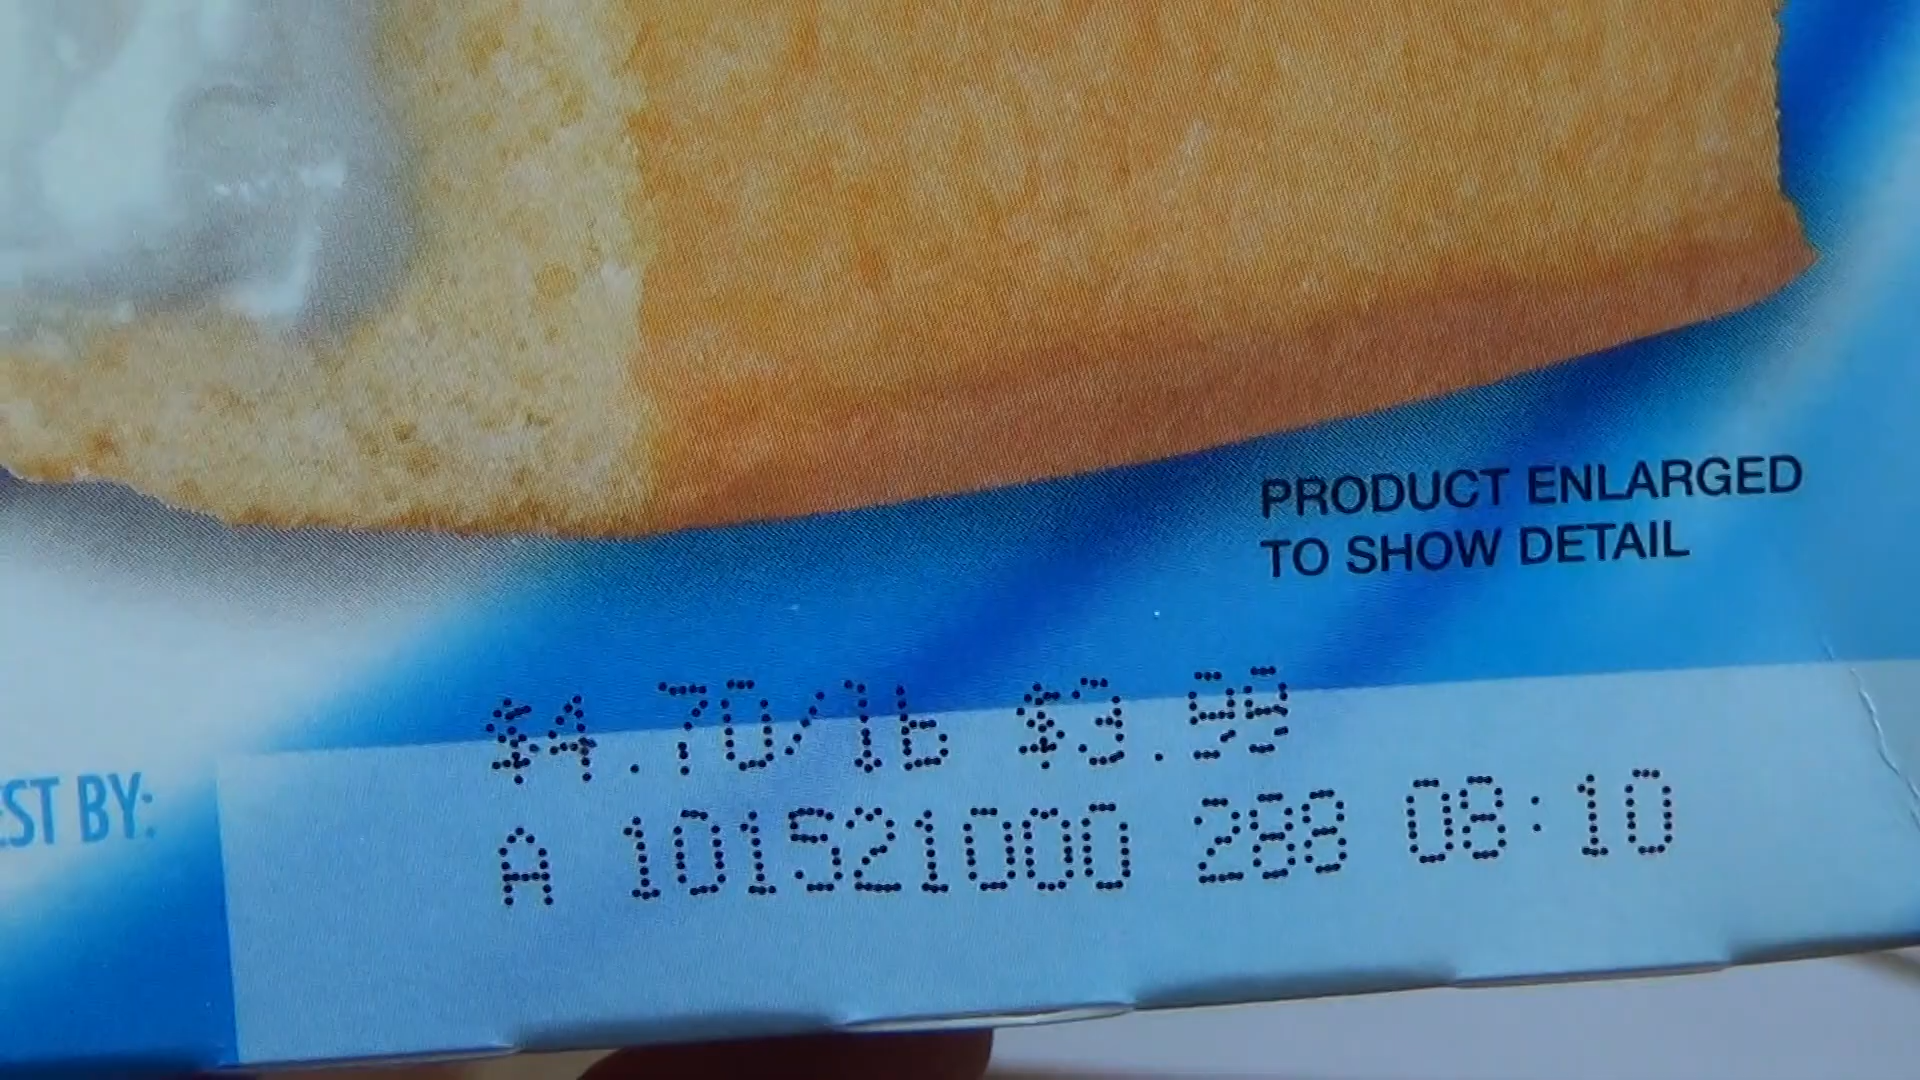 PRODUCT ENLARGED
TO SHOW DETAIL
$4.70/lb $3.99
EST BY:
A 101521000 288 08:10